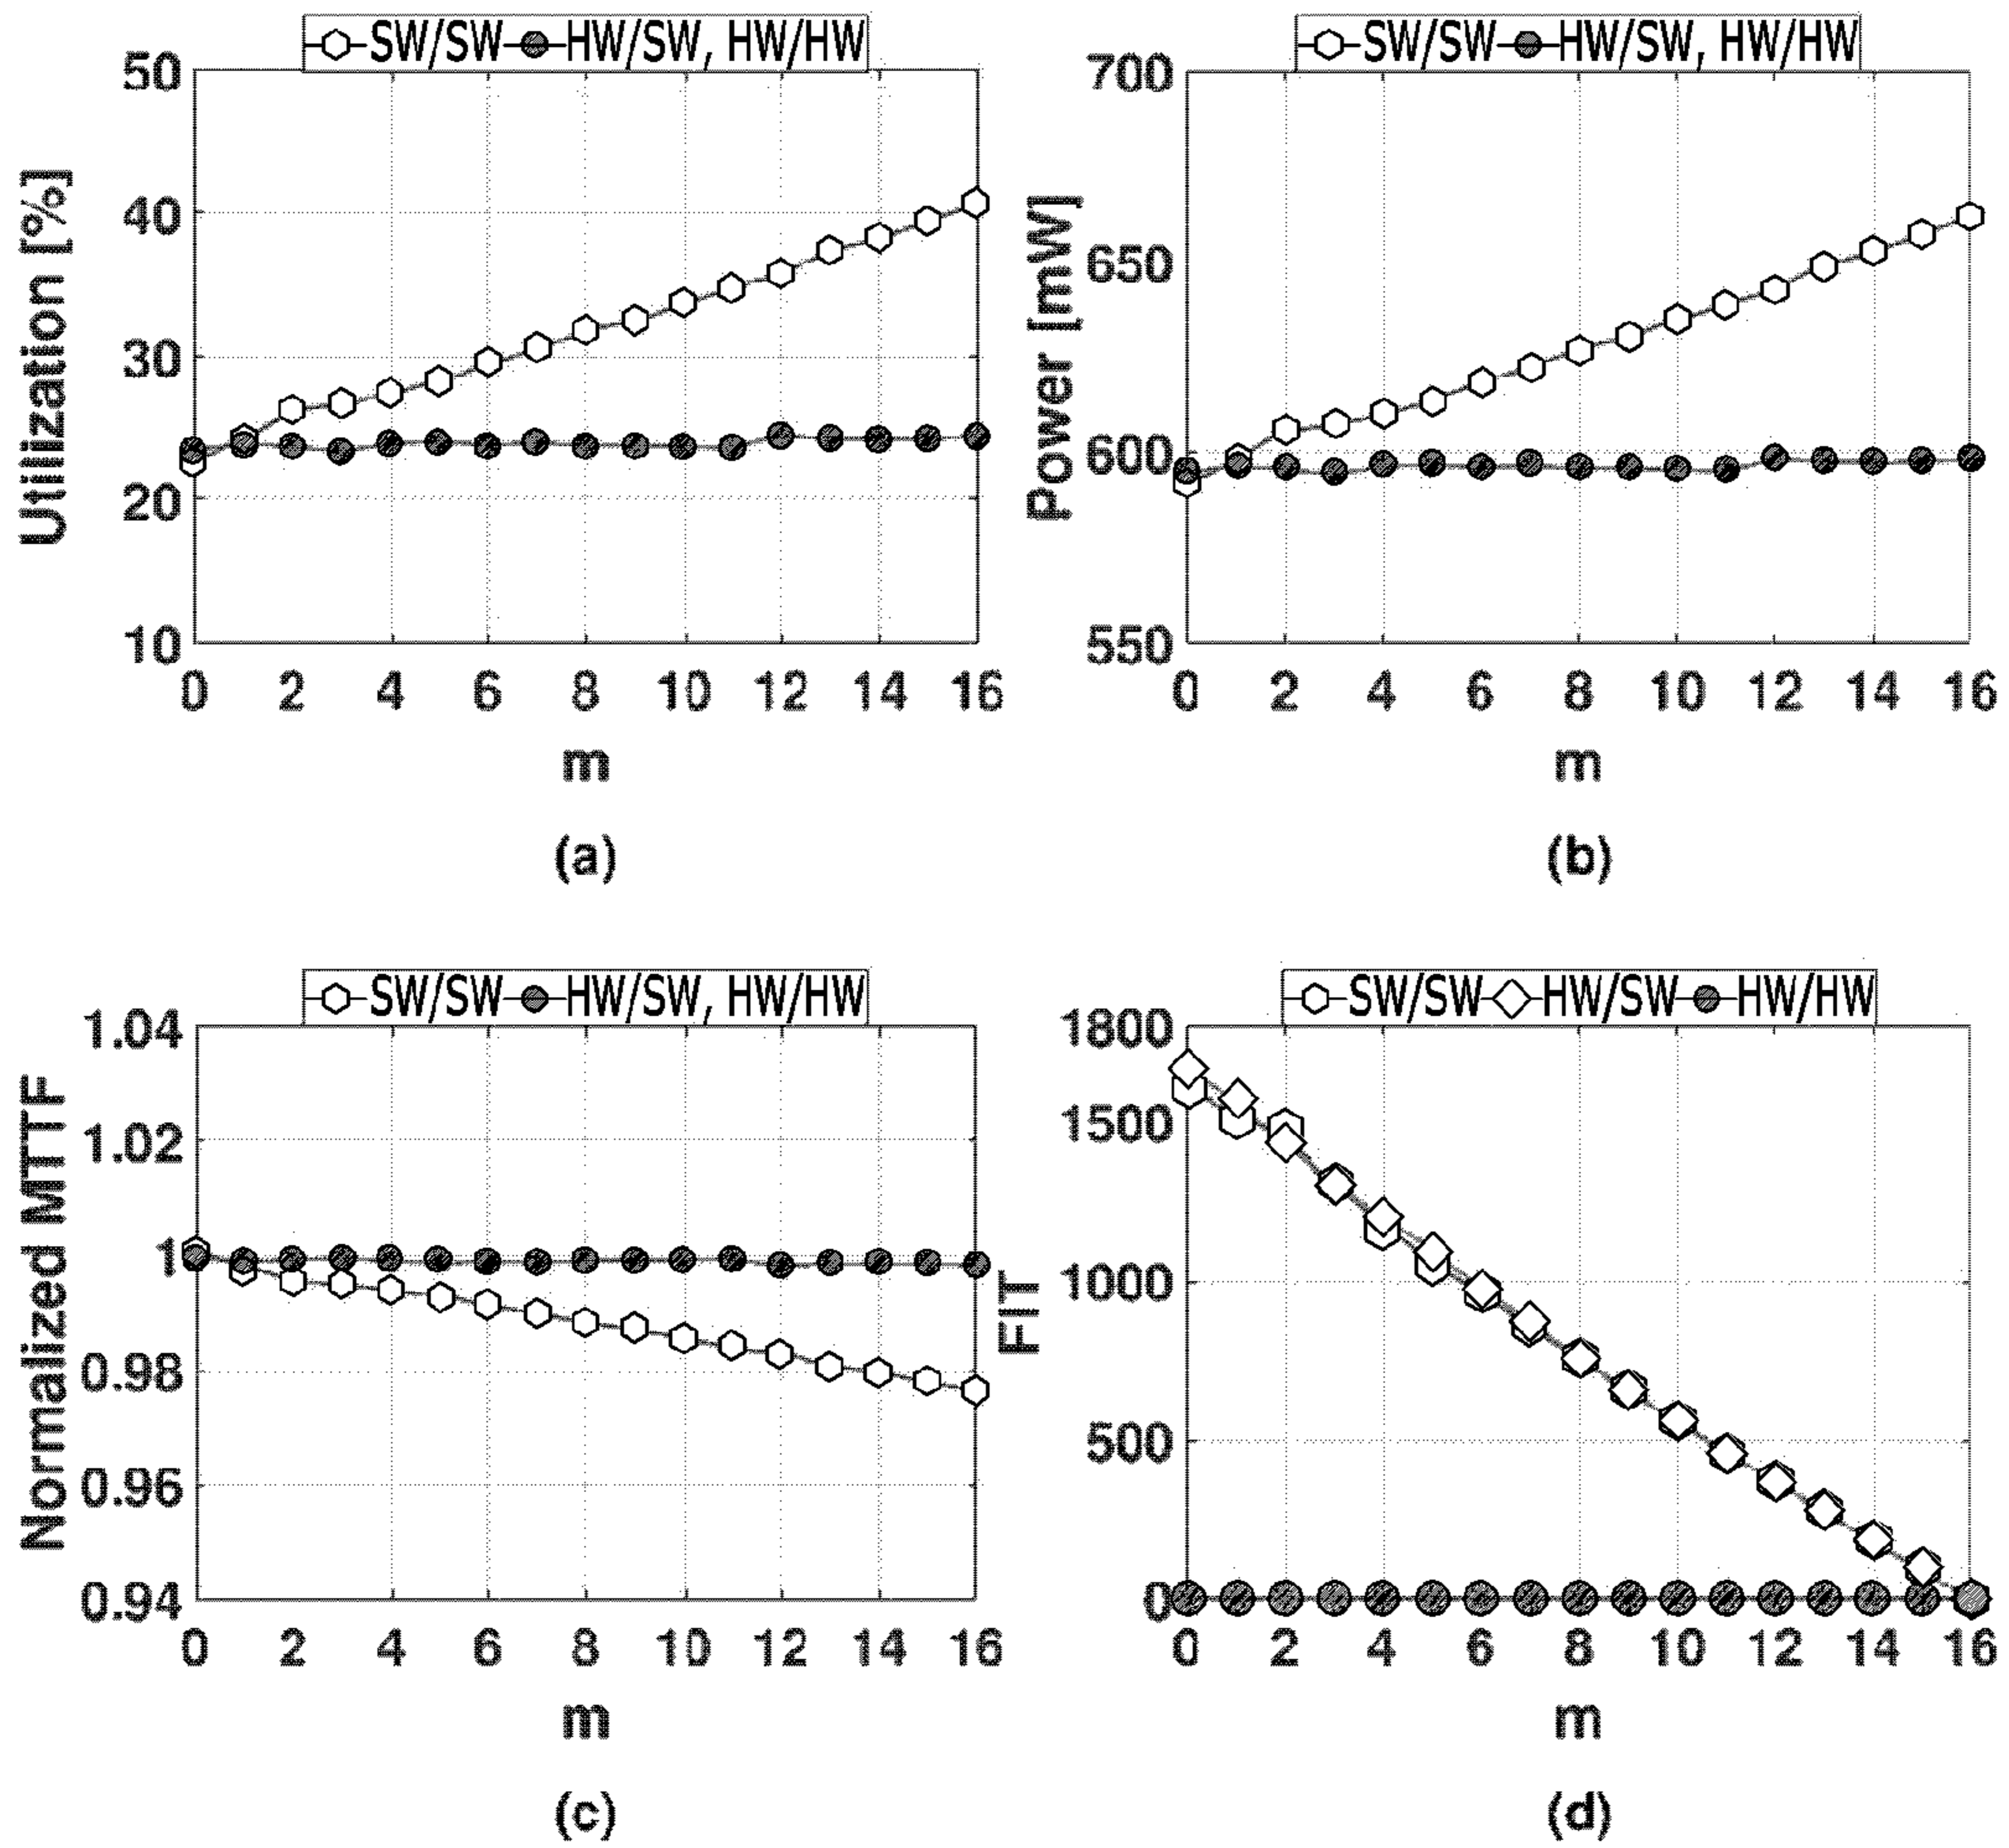 SW/SW HW/SW, HW/HW
50
40
30
20
10
Utilization [%]
0 2 4 6 8 10 12 14 16
m
(a)
SW/SW HW/SW, HW/HW
700
650
600
550
Power [mW]
0 2 4 6 8 10 12 14 16
m
(b)
SW/SW HW/SW, HW/HW
1.04
1.02
1
0.98
0.96
0.94
Normalized MTTF
0 2 4 6 8 10 12 14 16
m
(c)
SW/SW HW/SW HW/HW
1800
1500
1000
500
0
FIT
0 2 4 6 8 10 12 14 16
m
(d)